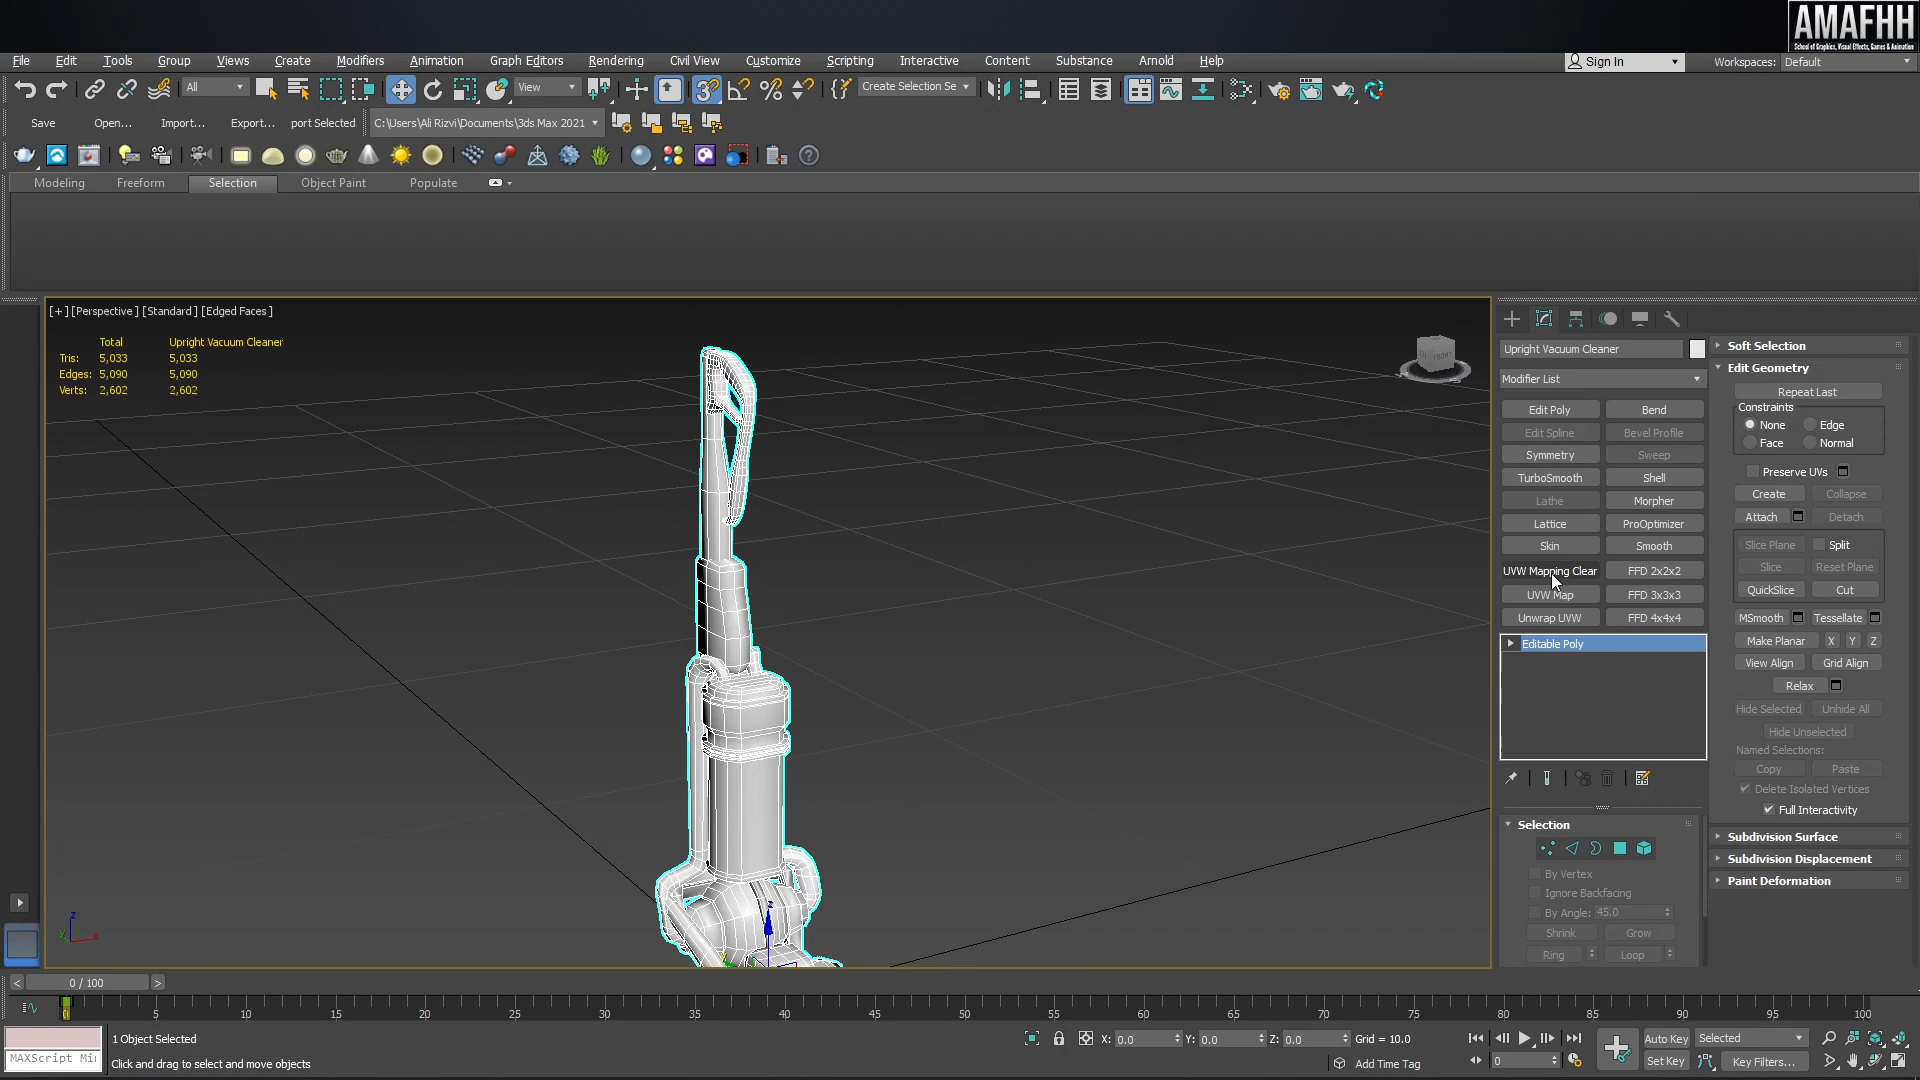 AMAFHH
School of Graphics, Visual Effects, Games & Animation
File Edit Tools Group Views Create Modifiers Animation Graph Editors Rendering Civil View Customize Scripting Interactive Content Substance Arnold Help
Sign In
Workspaces: Default
All
View
Create Selection Se
Save Open... Import... Export... port Selected C:\Users\Ali Rizvi\Documents\3ds Max 2021
Modeling Freeform Selection Object Paint Populate
[+] [Perspective ] [Standard ] [Edged Faces ]
Total Upright Vacuum Cleaner
Tris: 5,033 5,033
Edges: 5,090 5,090
Verts: 2,602 2,602
FRONT
z
y
x
z
Upright Vacuum Cleaner
Modifier List
Edit Poly Bend
Edit Spline Bevel Profile
Symmetry Sweep
TurboSmooth Shell
Lathe Morpher
Lattice ProOptimizer
Skin Smooth
UVW Mapping Clear FFD 2x2x2
UVW Map FFD 3x3x3
Unwrap UVW FFD 4x4x4
Editable Poly
Selection
By Vertex
Ignore Backfacing
By Angle: 45.0
Shrink Grow
Ring Loop
Soft Selection
Edit Geometry
Repeat Last
Constraints
None Edge
Face Normal
Preserve UVs
Create Collapse
Attach Detach
Slice Plane Split
Slice Reset Plane
QuickSlice Cut
MSmooth Tessellate
Make Planar X Y Z
View Align Grid Align
Relax
Hide Selected Unhide All
Hide Unselected
Named Selections:
Copy Paste
Delete Isolated Vertices
Full Interactivity
Subdivision Surface
Subdivision Displacement
Paint Deformation
< 0 / 100 >
0 5 10 15 20 25 30 35 40 45 50 55 60 65 70 75 80 85 90 95 100
MAXScript Mi
1 Object Selected
Click and drag to select and move objects
X: 0.0 Y: 0.0 Z: 0.0 Grid = 10.0
Add Time Tag
0
Auto Key Selected
Set Key Key Filters...